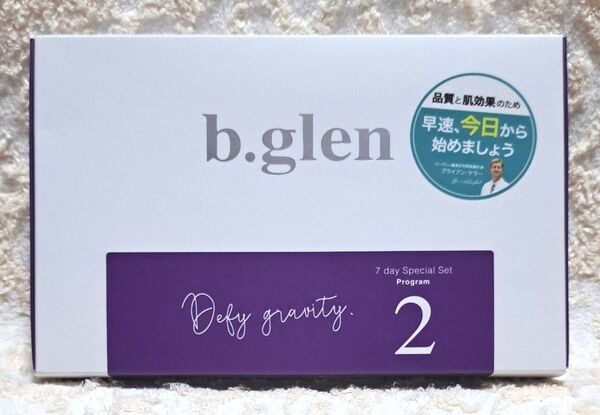 b.glen
品質と肌効果のため
早速、今日から
始めましょう
ブライアン・ケラー
7 day Special Set
Program
2
Defy gravity.